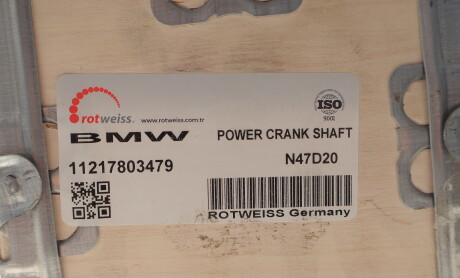 rotweiss.
www.rotweiss.com.tr
ISO
9001
BMW
POWER CRANK SHAFT
11217803479
N47D20
ROTWEISS Germany